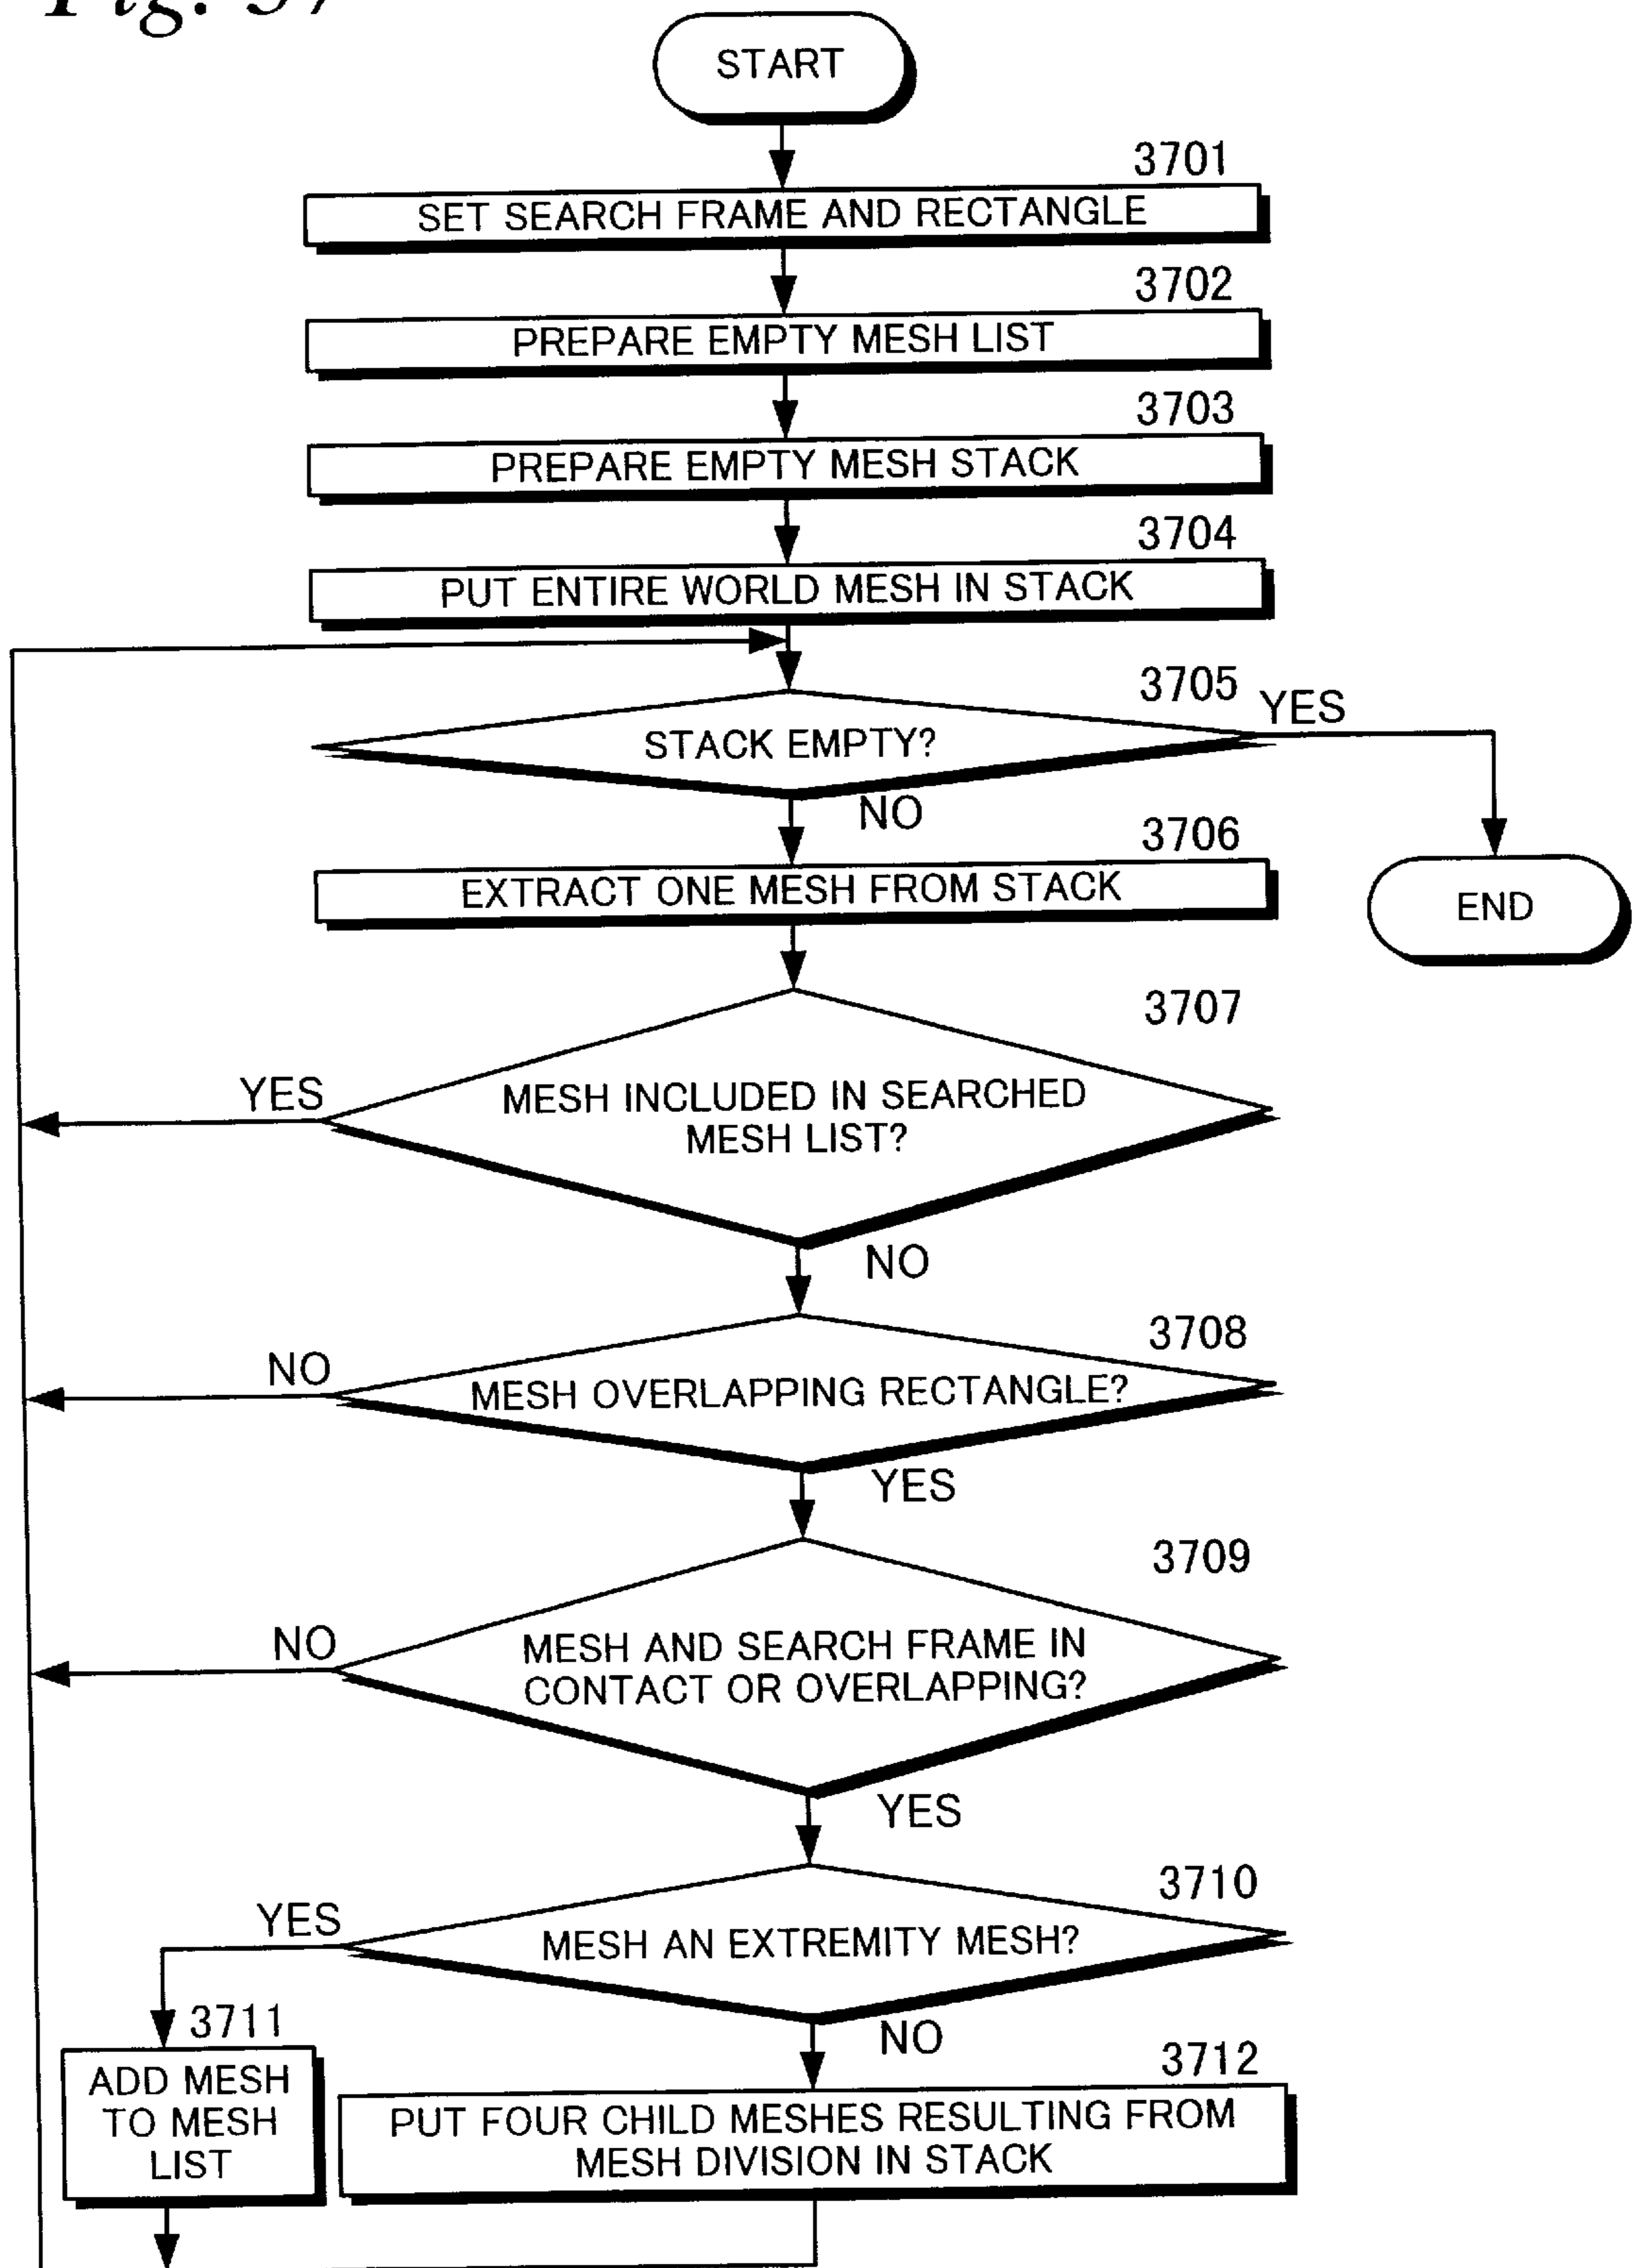 Fig. 37
START
3701
SET SEARCH FRAME AND RECTANGLE
3702
PREPARE EMPTY MESH LIST
3703
PREPARE EMPTY MESH STACK
3704
PUT ENTIRE WORLD MESH IN STACK
3705
YES
STACK EMPTY?
NO
3706
EXTRACT ONE MESH FROM STACK
END
3707
YES
MESH INCLUDED IN SEARCHED
MESH LIST?
NO
3708
NO
MESH OVERLAPPING RECTANGLE?
YES
3709
NO
MESH AND SEARCH FRAME IN
CONTACT OR OVERLAPPING?
YES
3710
YES
MESH AN EXTREMITY MESH?
NO
3711
ADD MESH
TO MESH
LIST
3712
PUT FOUR CHILD MESHES RESULTING FROM
MESH DIVISION IN STACK